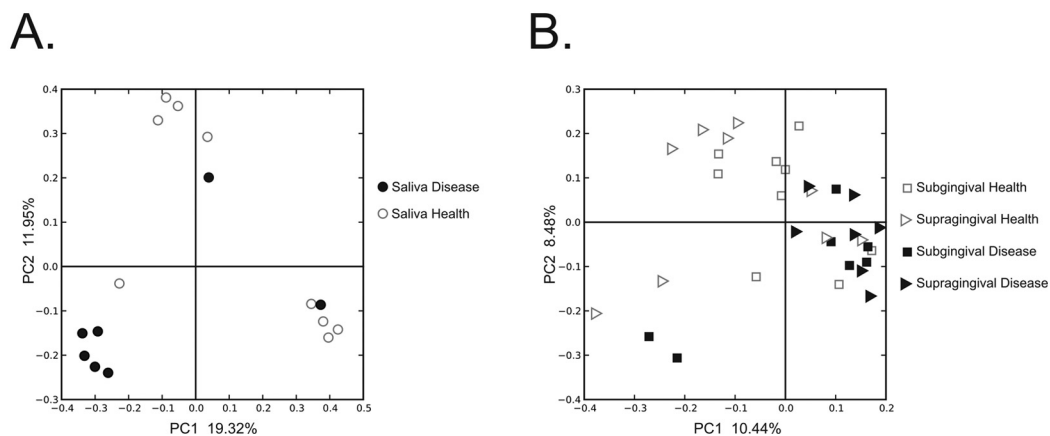 A.
B.
0.4
0.3
0.2
0.1
0.0
−0.1
−0.2
−0.3
−0.4
−0.3
−0.2
−0.1
0.0
0.1
0.2
0.3
0.4
0.5
PC2 11.95%
PC1 19.32%
Saliva Disease
Saliva Health
0.3
0.2
0.1
0.0
−0.1
−0.2
−0.3
−0.4
−0.4
−0.3
−0.2
−0.1
0.0
0.1
0.2
PC2 8.48%
PC1 10.44%
Subgingival Health
Supragingival Health
Subgingival Disease
Supragingival Disease